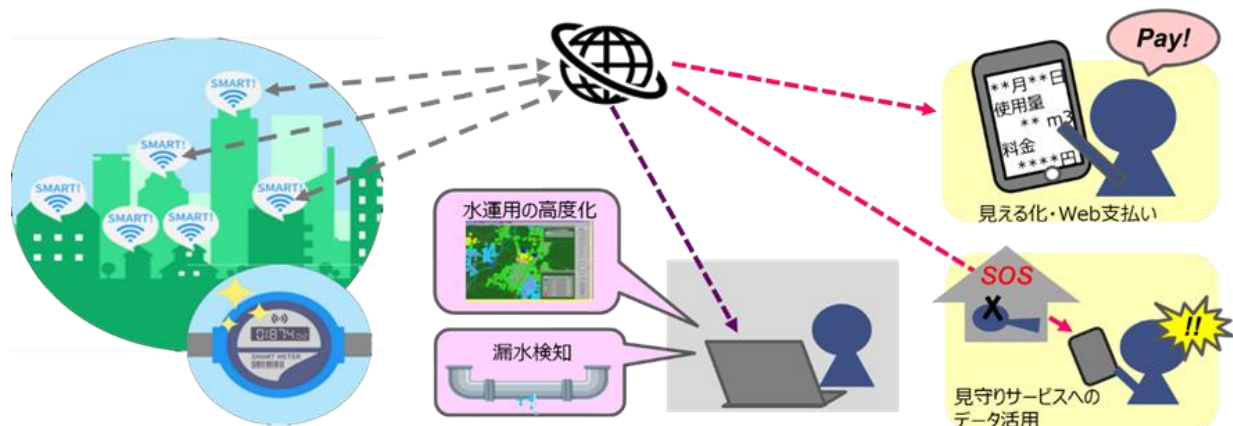 SMART!
SMART!
SMART!
SMART!
SMART!
SMART!
01874
SMART METER
水運用の高度化
漏水検知
Pay!
**月**日
使用量
** m3
料金
****円
見える化・Web支払い
SOS
X
!!
見守りサービスへの
データ活用